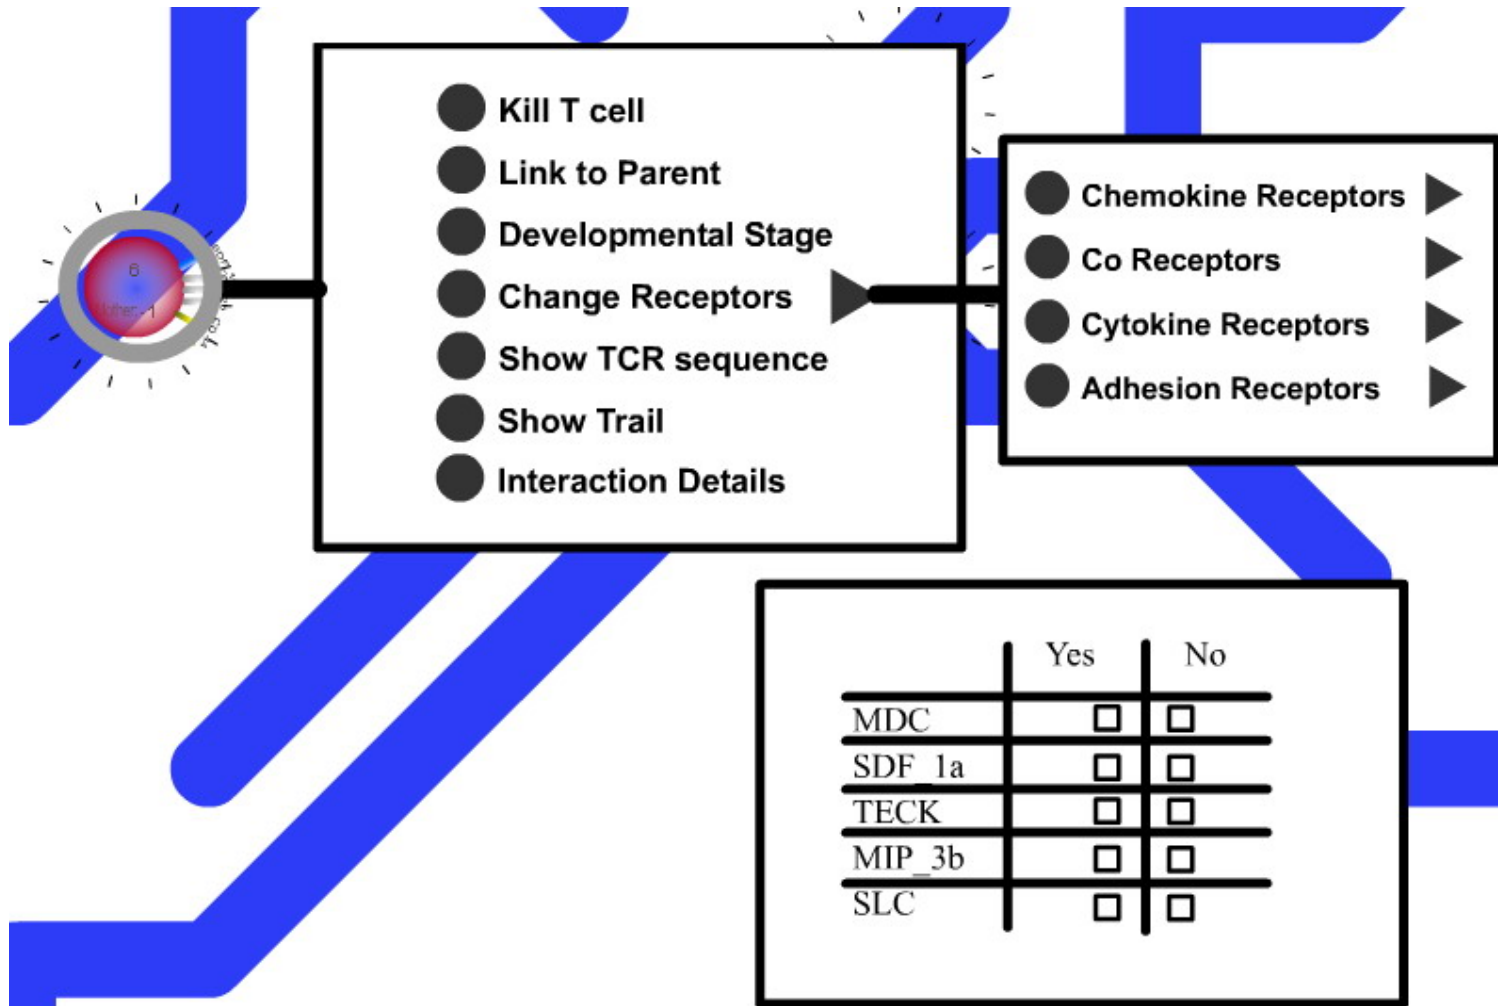 Kill T cell
Link to Parent
Developmental Stage
Change Receptors
Show TCR sequence
Show Trail
Interaction Details
Chemokine Receptors
Co Receptors
Cytokine Receptors
Adhesion Receptors
6
Yes No
MDC
SDF_1a
TECK
MIP_3b
SLC